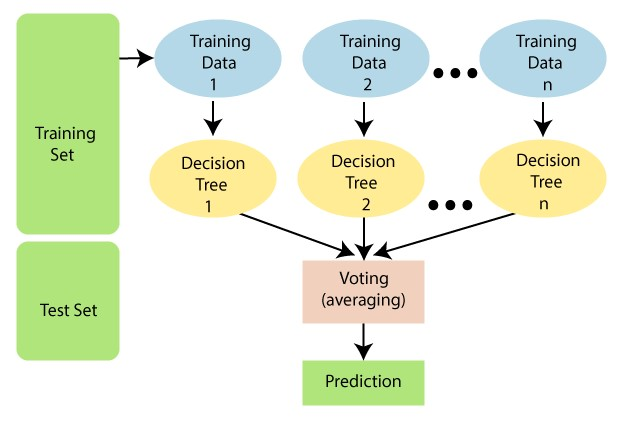 Training
Set
Test Set
Training
Data
1
Training
Data
2
Training
Data
n
Decision
Tree
1
Decision
Tree
2
Decision
Tree
n
Voting
(averaging)
Prediction